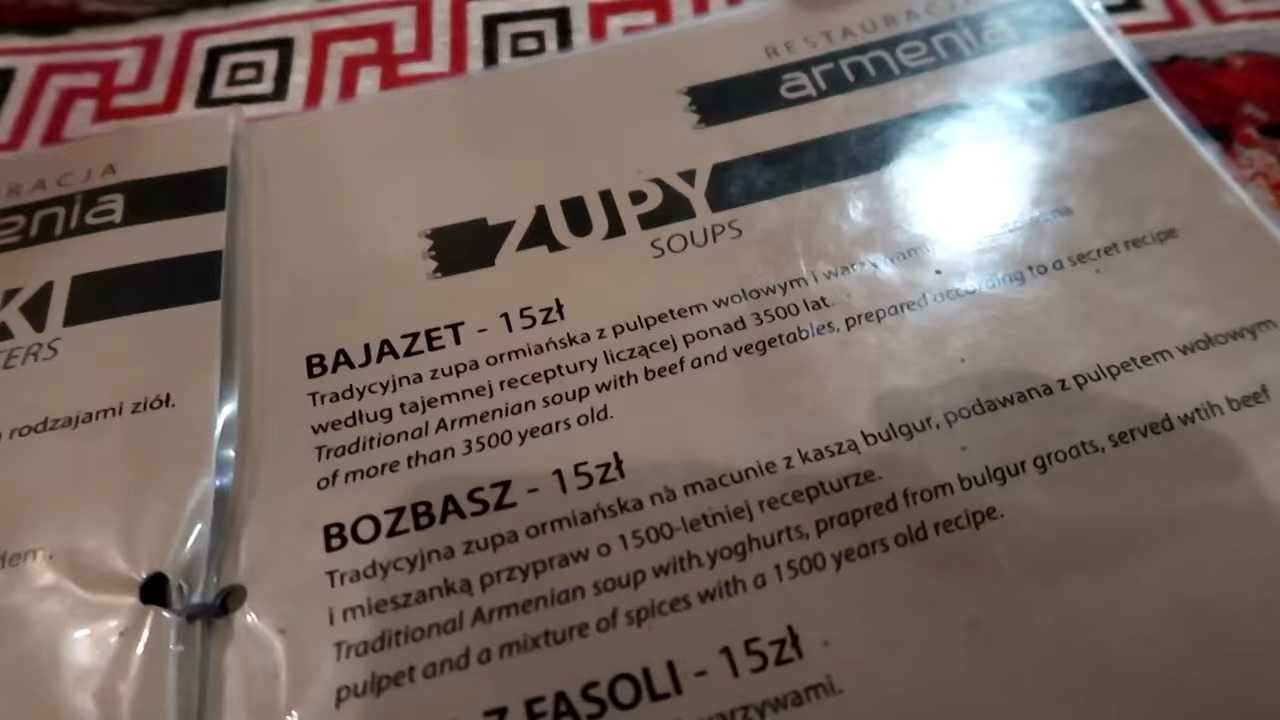 RACJA
enia
KI
ERS
rodzajami ziół.
RESTAURACJA
armenia
ZUPY
SOUPS
BAJAZET - 15zł
Tradycyjna zupa ormiańska z pulpetem wołowym i warzywami
według tajemnej receptury liczącej ponad 3500 lat.
Traditional Armenian soup with beef and vegetables, prepared according to a secret recipe
of more than 3500 years old.
BOZBASZ - 15zł
Tradycyjna zupa ormiańska na macunie z kaszą bulgur, podawana z pulpetem wołowym
i mieszanką przypraw o 1500-letniej recepturze.
Traditional Armenian soup with yoghurts, prapred from bulgur groats, served wtih beef
pulpet and a mixture of spices with a 1500 years old recipe.
Z FASOLI - 15zł
warzywami.